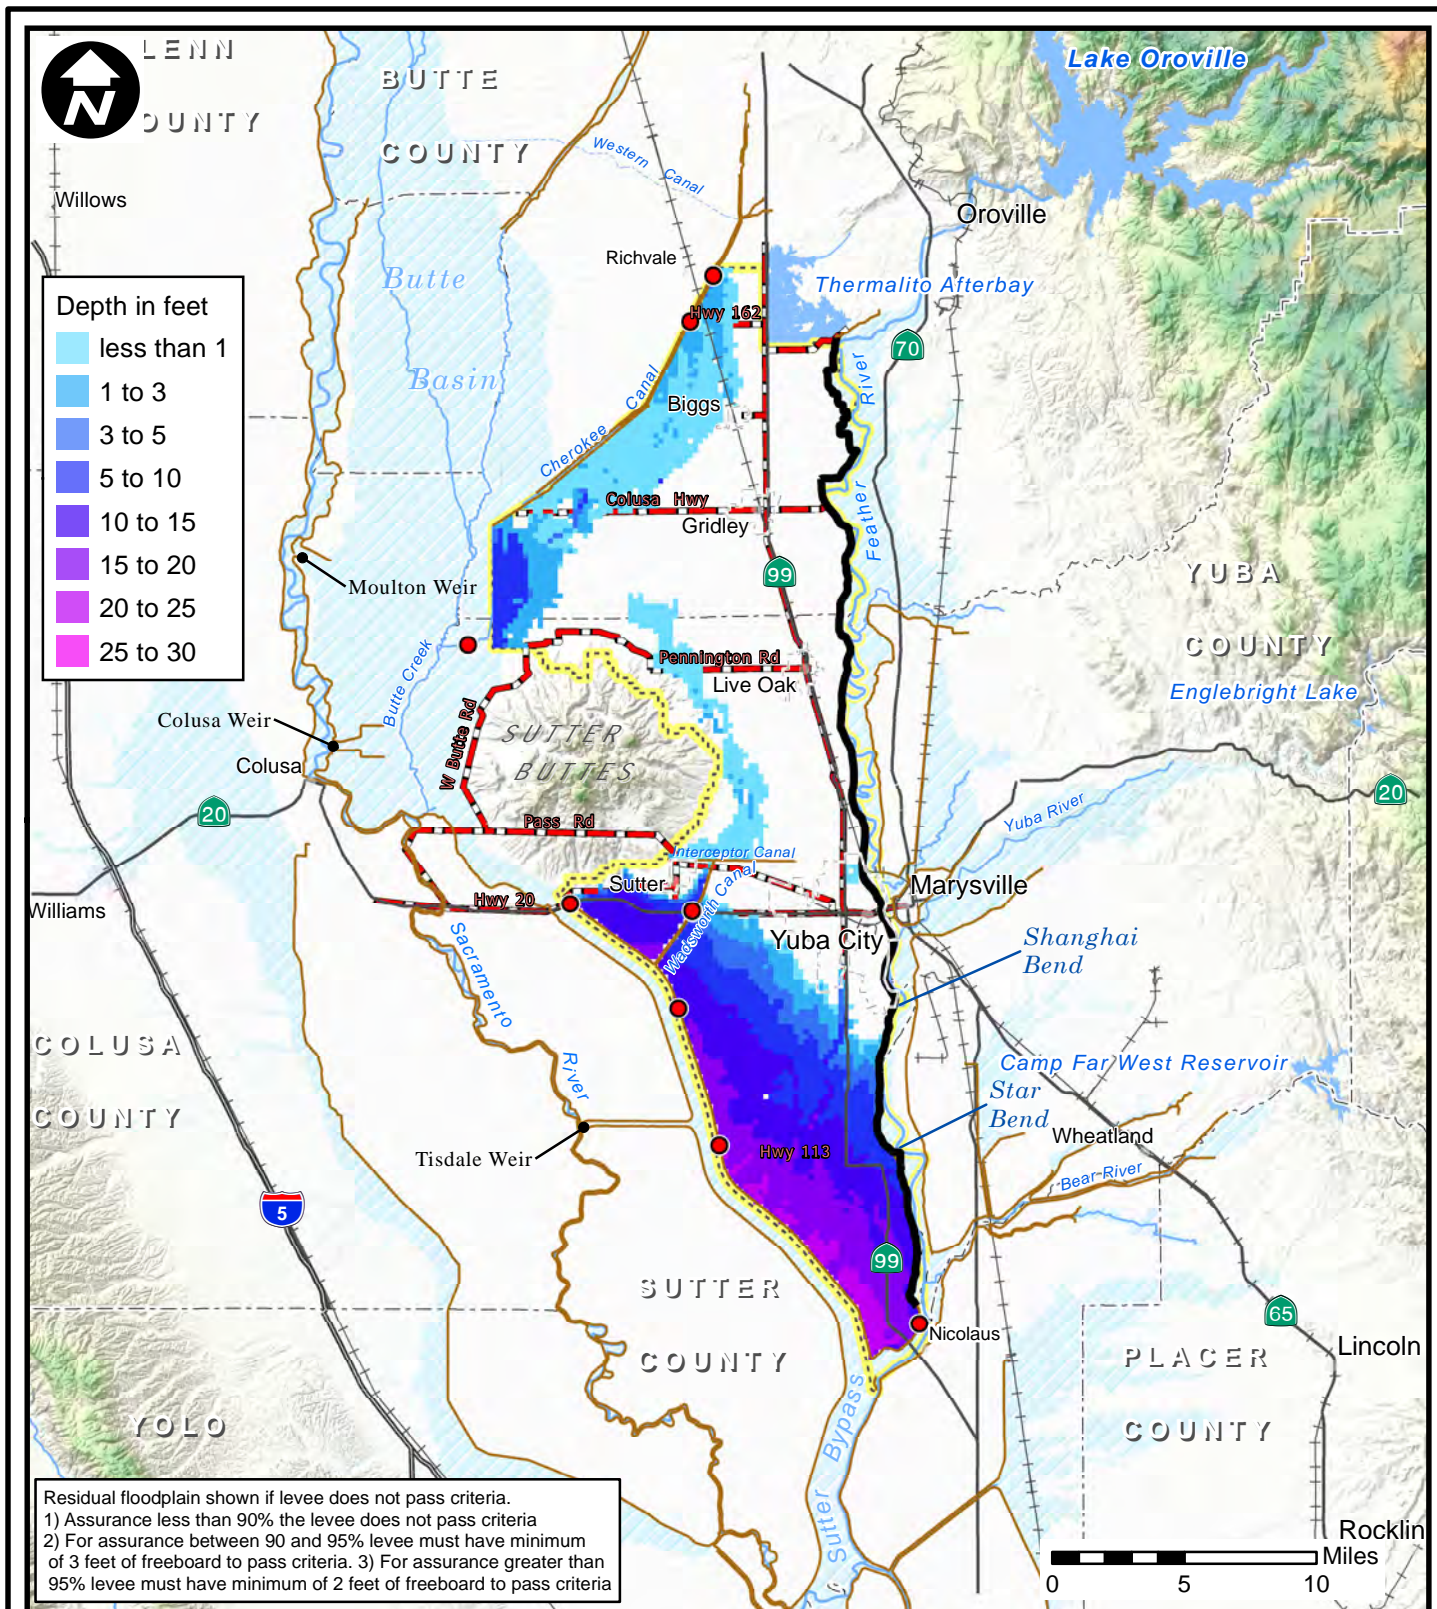 N
LENN
OUNTY
BUTTE
COUNTY
Lake Oroville
Western Canal
Willows
Oroville
Richvale
Butte
Basin
Thermalito Afterbay
Hwy 162
70
Feather River
Depth in feet
less than 1
1 to 3
3 to 5
5 to 10
10 to 15
15 to 20
20 to 25
25 to 30
Biggs
Cherokee Canal
Colusa Hwy
Gridley
99
Moulton Weir
YUBA
COUNTY
Butte Creek
Pennington Rd
Live Oak
Englebright Lake
Colusa Weir
W Butte Rd
SUTTER
BUTTES
Colusa
20
20
Pass Rd
Yuba River
Interceptor Canal
Sutter
Wadsworth Canal
Marysville
Williams
Hwy 20
Yuba City
Shanghai
Bend
Sacramento River
COLUSA
COUNTY
Camp Far West Reservoir
Star
Bend
Wheatland
Tisdale Weir
Hwy 113
Bear River
5
99
SUTTER
COUNTY
Nicolaus
65
Lincoln
PLACER
COUNTY
YOLO
Sutter Bypass
Residual floodplain shown if levee does not pass criteria.
1) Assurance less than 90% the levee does not pass criteria
2) For assurance between 90 and 95% levee must have minimum
of 3 feet of freeboard to pass criteria. 3) For assurance greater than
95% levee must have minimum of 2 feet of freeboard to pass criteria
Rocklin
Miles
0 5 10